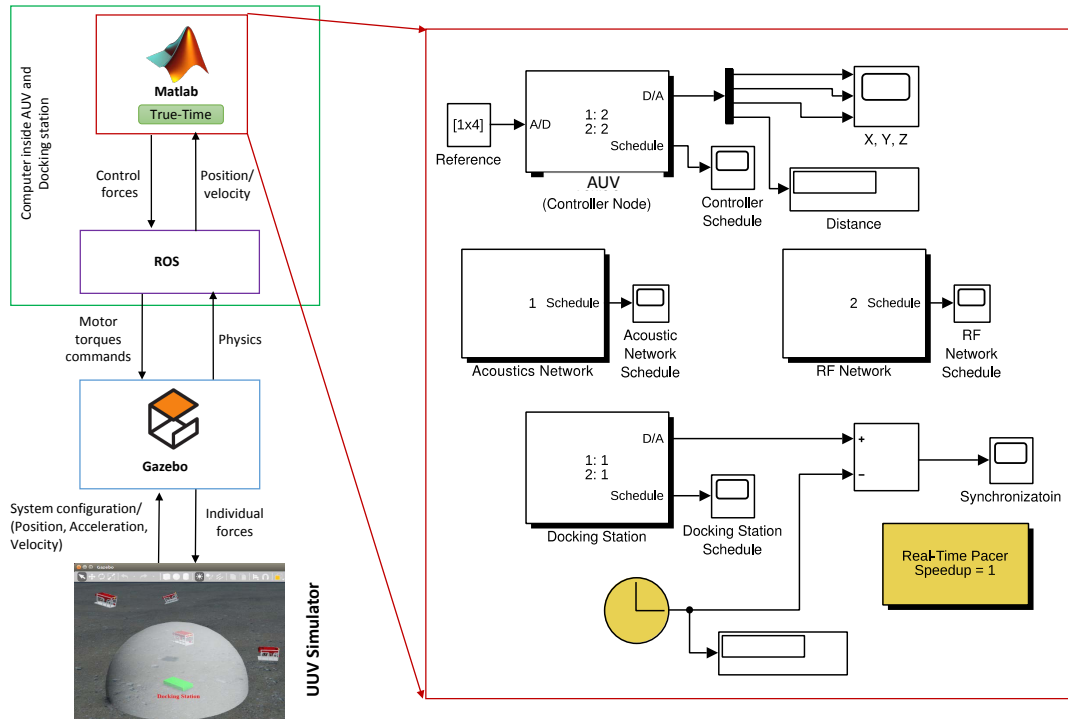 Computer inside AUV and
Docking station
Matlab
True-Time
Control
forces
Position/
velocity
ROS
Motor
torques
commands
Physics
Gazebo
System configuration/
(Position, Acceleration,
Velocity)
Individual
forces
Gazebo
Docking Station
UUV Simulator
[1x4]
Reference
A/D
D/A
1: 2
2: 2
Schedule
AUV
(Controller Node)
Controller
Schedule
X, Y, Z
Distance
1
Schedule
Acoustics Network
Acoustic
Network
Schedule
2
Schedule
RF Network
RF
Network
Schedule
D/A
1: 1
2: 1
Schedule
Docking Station
Docking Station
Schedule
+
−
Synchronizatoin
Real-Time Pacer
Speedup = 1